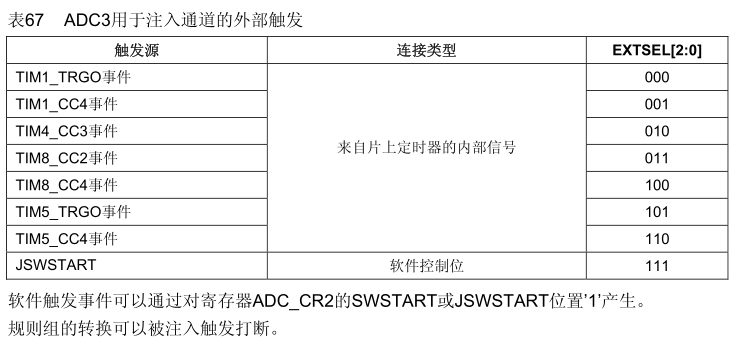 表67 ADC3用于注入通道的外部触发
触发源 连接类型 EXTSEL[2:0]
TIM1_TRGO事件 000
TIM1_CC4事件 001
TIM4_CC3事件 010
来自片上定时器的内部信号
TIM8_CC2事件 011
TIM8_CC4事件 100
TIM5_TRGO事件 101
TIM5_CC4事件 110
JSWSTART 软件控制位 111
软件触发事件可以通过对寄存器ADC_CR2的SWSTART或JSWSTART位置'1'产生。
规则组的转换可以被注入触发打断。